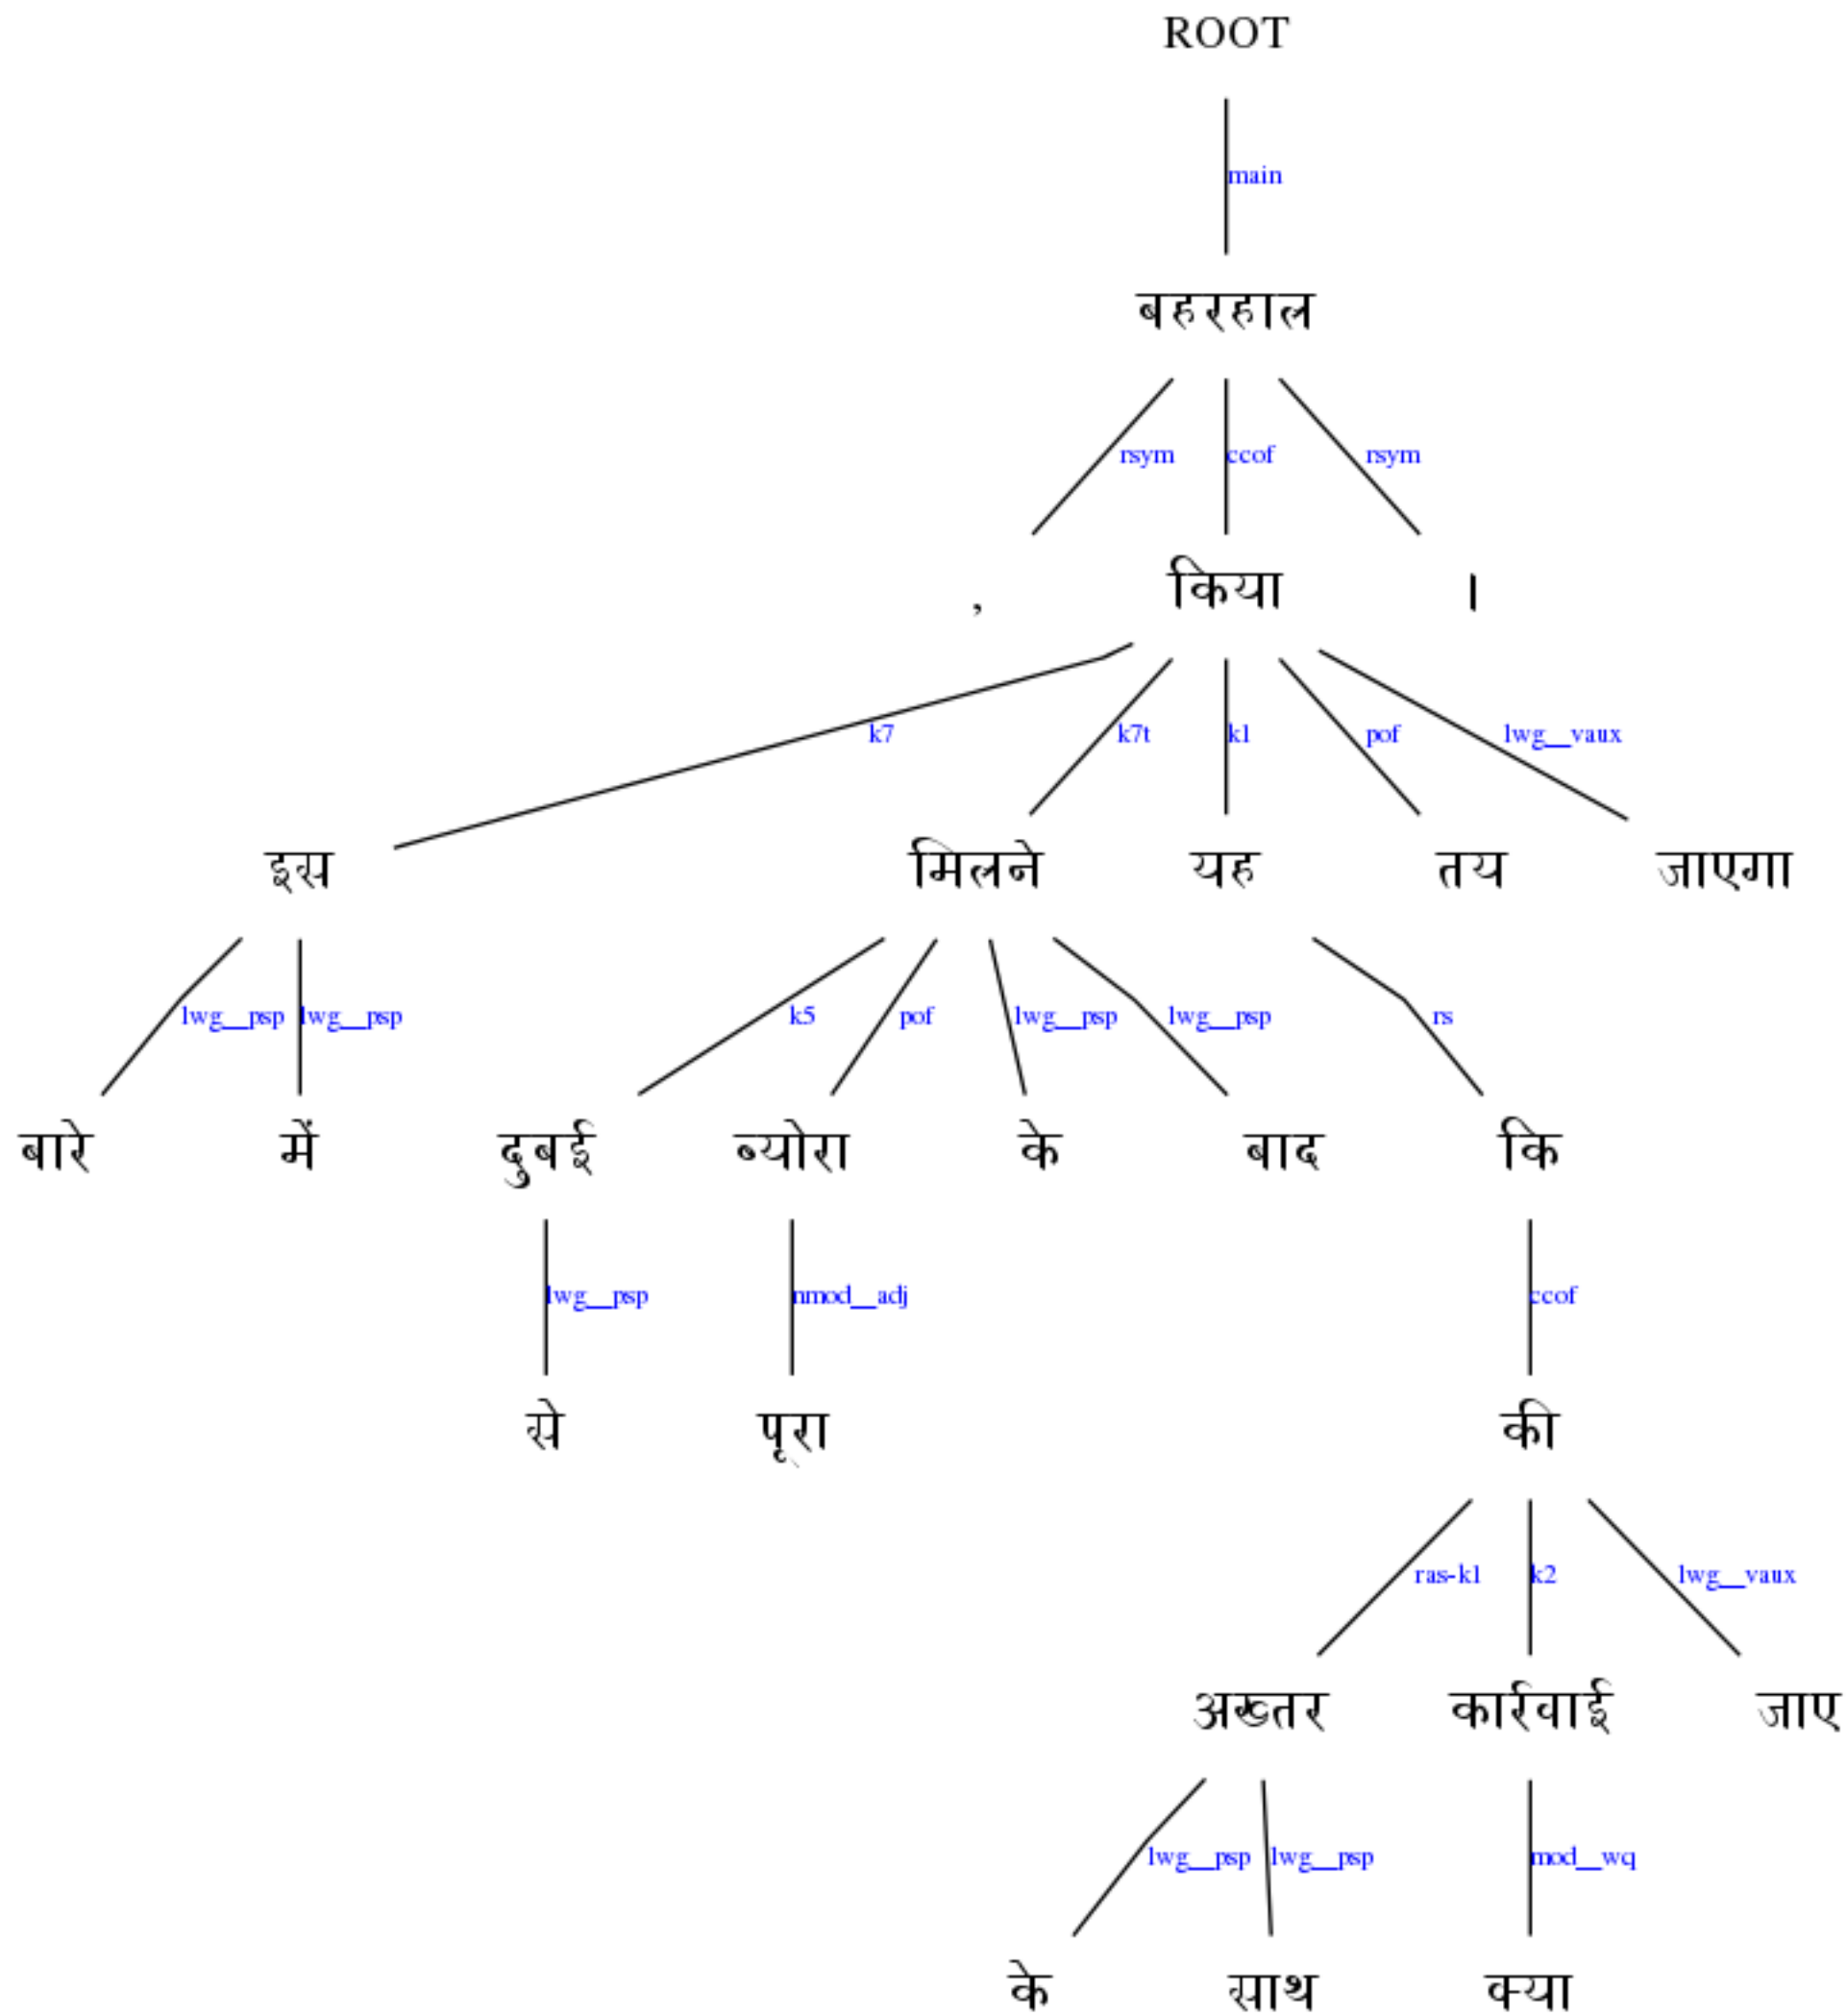 ROOT
main
बहरहाल
rsym ccof rsym
, किया ।
k7 k7t k1 pof lwg__vaux
इस मिलने यह तय जाएगा
lwg__psp lwg__psp k5 pof lwg__psp lwg__psp rs
बारे में दुबई ब्योरा के बाद कि
lwg__psp nmod__adj ccof
से पूरा की
ras-k1 k2 lwg__vaux
अख्तर कार्रवाई जाए
lwg__psp lwg__psp mod__wq
के साथ क्या